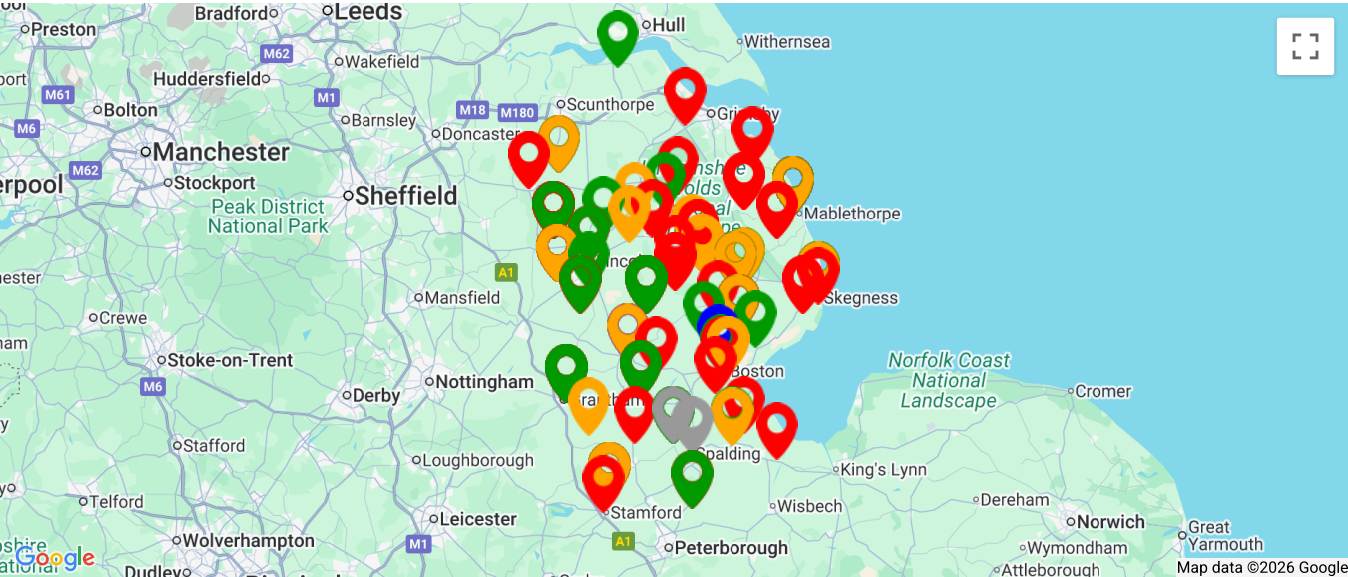 Preston
Bradford
Leeds
Hull
Withernsea
M62
Wakefield
Huddersfield
M61
M1
Bolton
M18
M180
Scunthorpe
Grimsby
M6
Barnsley
Doncaster
Manchester
M62
Stockport
Sheffield
Peak District
National Park
Mablethorpe
A1
Mansfield
Skegness
Crewe
Stoke-on-Trent
Boston
Norfolk Coast
National
Landscape
M6
Nottingham
Cromer
Derby
Grantham
Stafford
Loughborough
Spalding
King's Lynn
Telford
Wisbech
Dereham
Leicester
Stamford
Norwich
Great
Yarmouth
Wolverhampton
M1
A1
Peterborough
Wymondham
Google
Attleborough
Dudley
Map data ©2026 Google